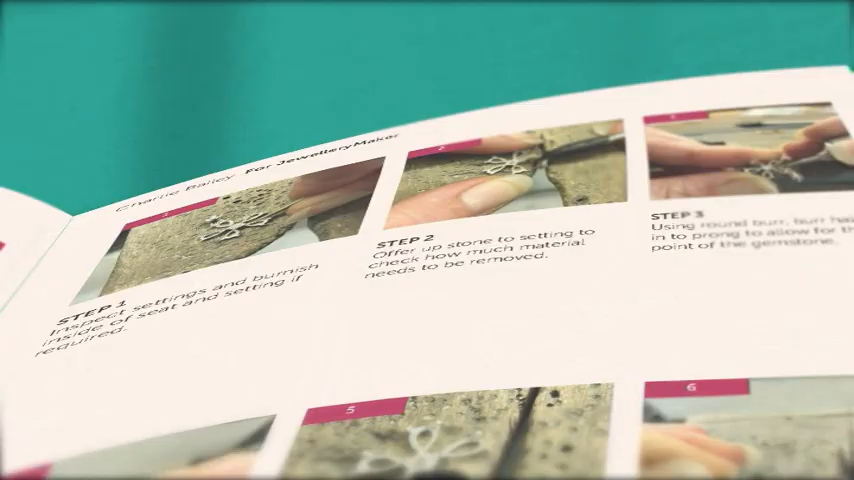 Charlie Bailey For JewelleryMaker
1
2
STEP 1
Inspect settings and burnish
inside of seat and setting if
required.
STEP 2
Offer up stone to setting to
check how much material
needs to be removed.
STEP 3
Using round burr, burr
in to prong to allow for
point of the gemstone.
5
6